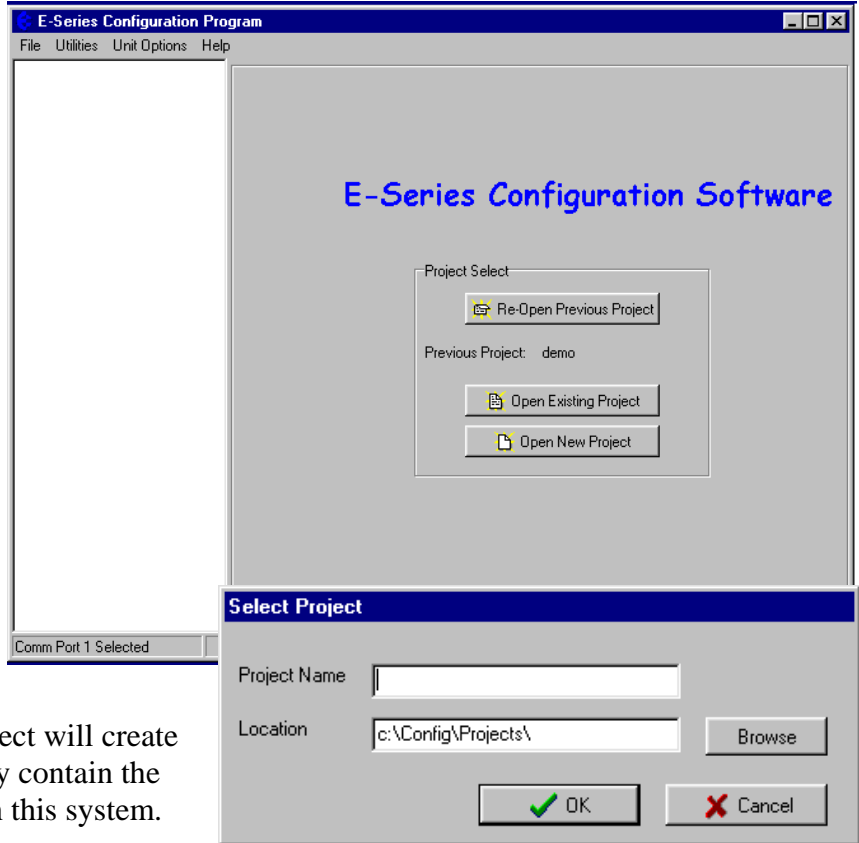 E-Series Configuration Program
File Utilities Unit Options Help
E-Series Configuration Software
Project Select
Re-Open Previous Project
Previous Project: demo
Open Existing Project
Open New Project
Comm Port 1 Selected
Select Project
Project Name
Location c:\Config\Projects\ Browse
OK Cancel
ect will create
y contain the
this system.